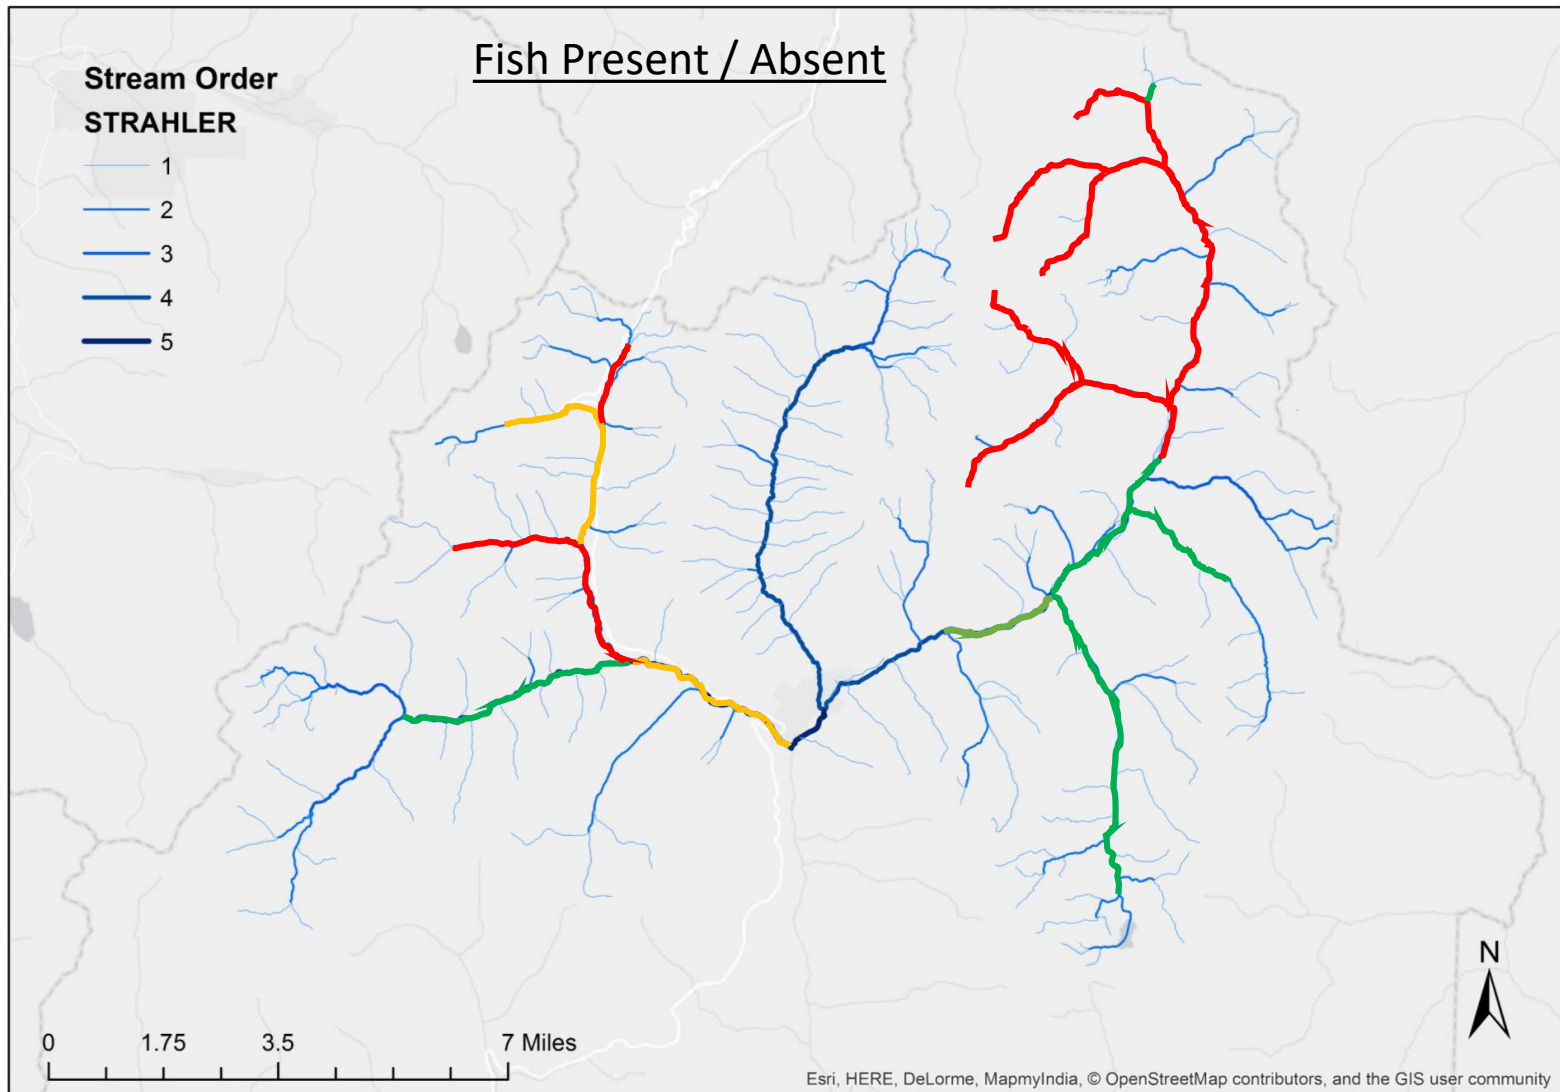 Fish Present / Absent
Stream Order
STRAHLER
1
2
3
4
5
N
0 1.75 3.5 7 Miles
Esri, HERE, DeLorme, MapmyIndia, © OpenStreetMap contributors, and the GIS user community